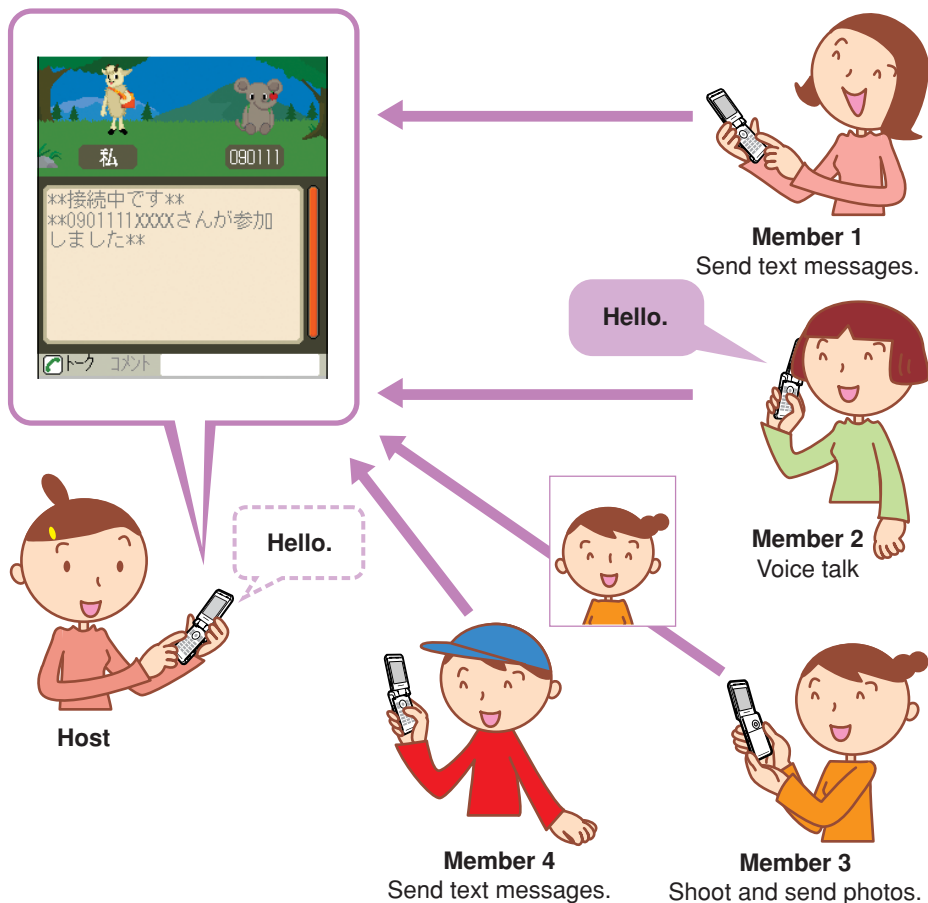 私
090111
**接続中です**
**0901111XXXXさんが参加
しました**
トーク コメント
Member 1
Send text messages.
Hello.
Member 2
Voice talk
Hello.
Host
Member 4
Send text messages.
Member 3
Shoot and send photos.